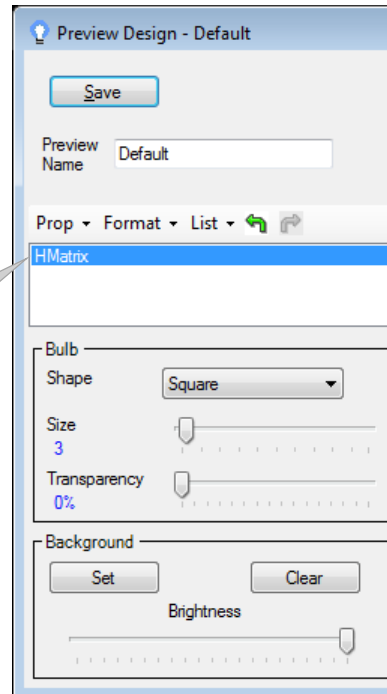 Preview Design - Default
Save
Preview
Name
Default
Prop Format List
HMatrix
Bulb
Shape
Square
Size
3
Transparency
0%
Background
Set Clear
Brightness